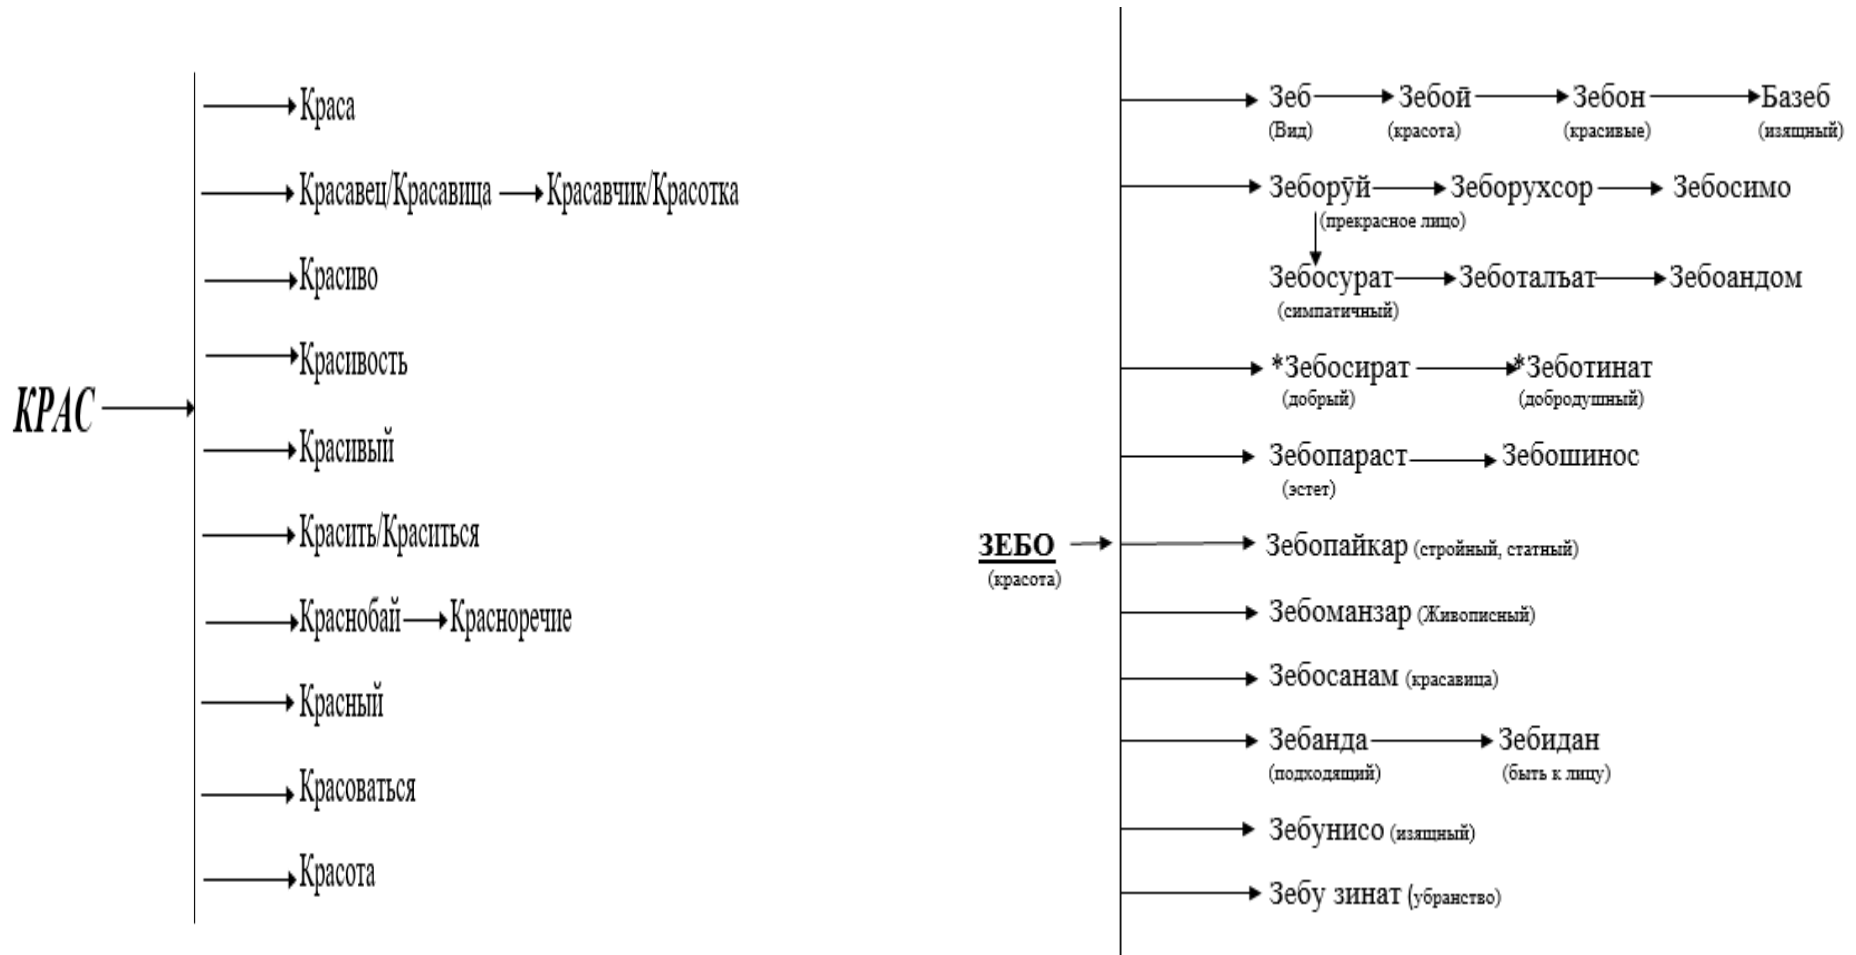 Краса
Красавец/Красавица Красавчик/Красотка
Красиво
Красивость
КРАС
Красивый
Красить/Краситься
Краснобай Красноречие
Красный
Красоваться
Красота
Зеб Зебоӣ Зебон Базеб
(Вид) (красота) (красивые) (изящный)
Зеборӯй Зеборухсор Зебосимо
(прекрасное лицо)
Зебосурат Зеботалъат Зебоандом
(симпатичный)
*Зебосират *Зеботинат
(добрый) (добродушный)
Зебопараст Зебошинос
(эстет)
ЗЕБО
(красота)
Зебопайкар (стройный, статный)
Зебоманзар (Живописный)
Зебосанам (красавица)
Зебанда Зебидан
(подходящий) (быть к лицу)
Зебунисо (изящный)
Зебу зинат (убранство)